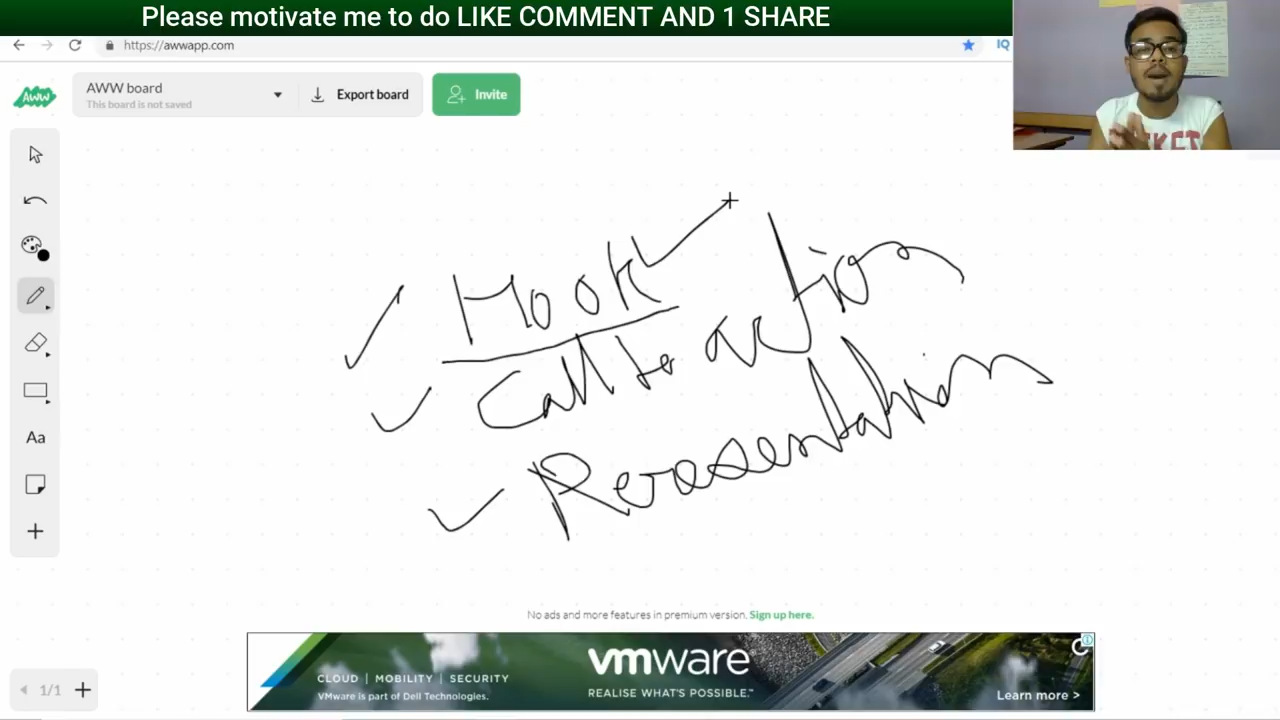 Please motivate me to do LIKE COMMENT AND 1 SHARE
https://awwapp.com
IQ
AWW
AWW board
This board is not saved
Export board
Invite
Hook
Call to action
Reresentation
Aa
No ads and more features in premium version. Sign up here.
CLOUD | MOBILITY | SECURITY
VMware is part of Dell Technologies.
vmware
REALISE WHAT'S POSSIBLE.™
Learn more >
1/1